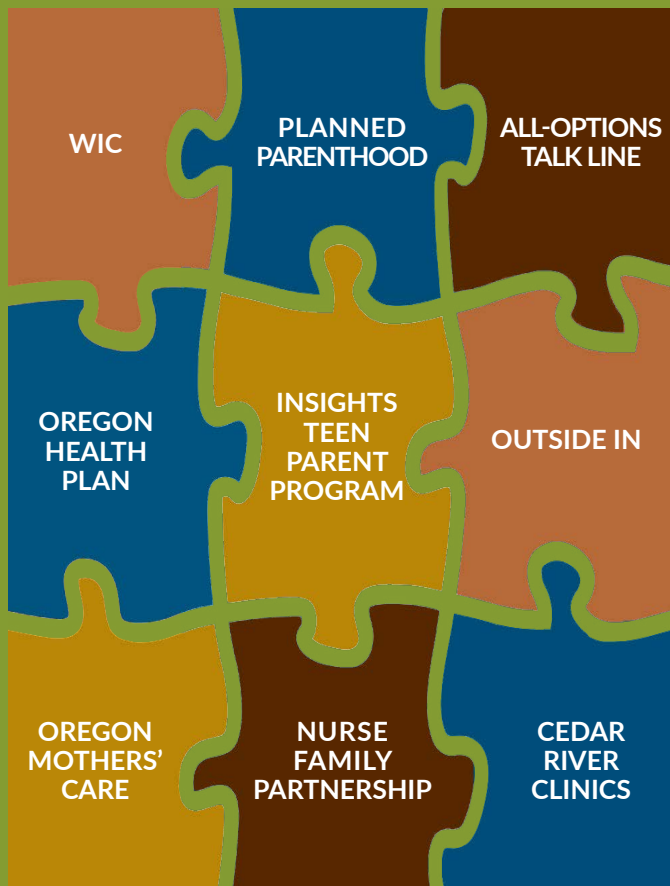 WIC
PLANNED
PARENTHOOD
ALL-OPTIONS
TALK LINE
OREGON
HEALTH
PLAN
INSIGHTS
TEEN
PARENT
PROGRAM
OUTSIDE IN
OREGON
MOTHERS’
CARE
NURSE
FAMILY
PARTNERSHIP
CEDAR
RIVER
CLINICS